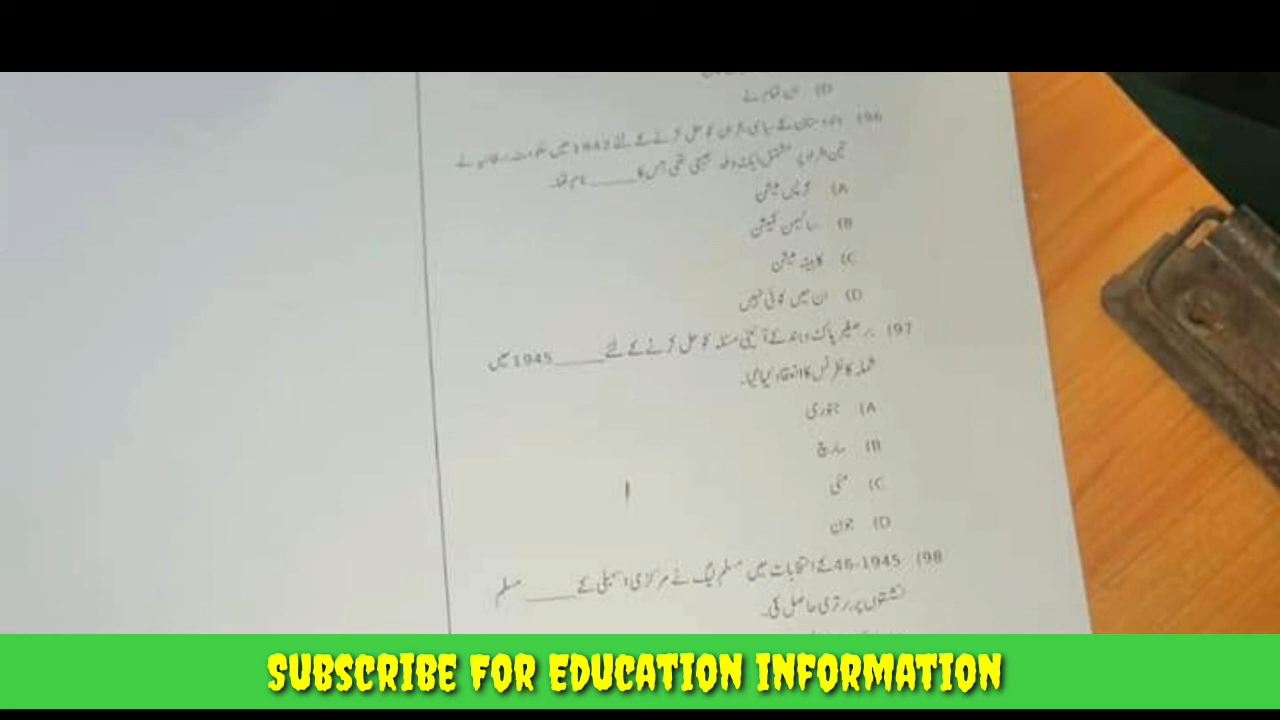 D) ان تمام نے
96) ہندوستان کے سیاسی بحران کو حل کرنے کے لئے 1942 میں حکومت برطانیہ نے
تین افراد پر مشتمل ایک وفد بھیجی تھی جس کا ______ نام تھا۔
A) کرپس مشن
B) سائمن کمیشن
C) کابینہ مشن
D) ان میں کوئی نہیں
97) برصغیر پاک و ہند کے آئینی مسئلہ کو حل کرنے کے لئے ______ 1945 میں
شملہ کانفرنس کا انعقاد کیا گیا۔
A) جنوری
B) مارچ
C) مئی
D) جون
98) 1945-46 کے انتخابات میں مسلم لیگ نے مرکزی اسمبلی کے ______ مسلم
نشستوں پر برتری حاصل کی۔
SUBSCRIBE FOR EDUCATION INFORMATION